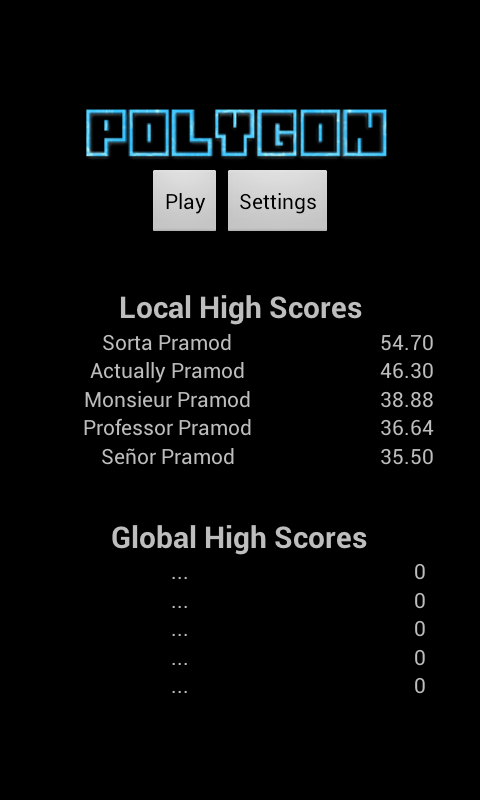 POLYGON
Play Settings
Local High Scores
Sorta Pramod 54.70
Actually Pramod 46.30
Monsieur Pramod 38.88
Professor Pramod 36.64
Señor Pramod 35.50
Global High Scores
... 0
... 0
... 0
... 0
... 0